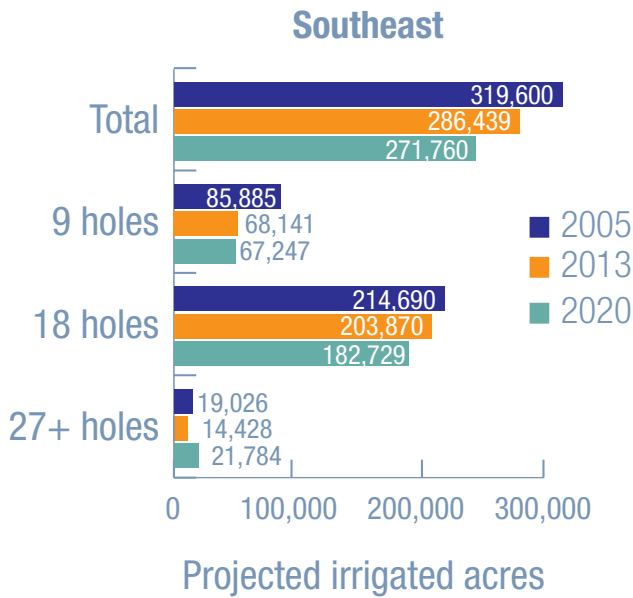 Southeast
Total
319,600
286,439
271,760
9 holes
85,885
68,141
67,247
18 holes
214,690
203,870
182,729
27+ holes
19,026
14,428
21,784
2005
2013
2020
0 100,000 200,000 300,000
Projected irrigated acres